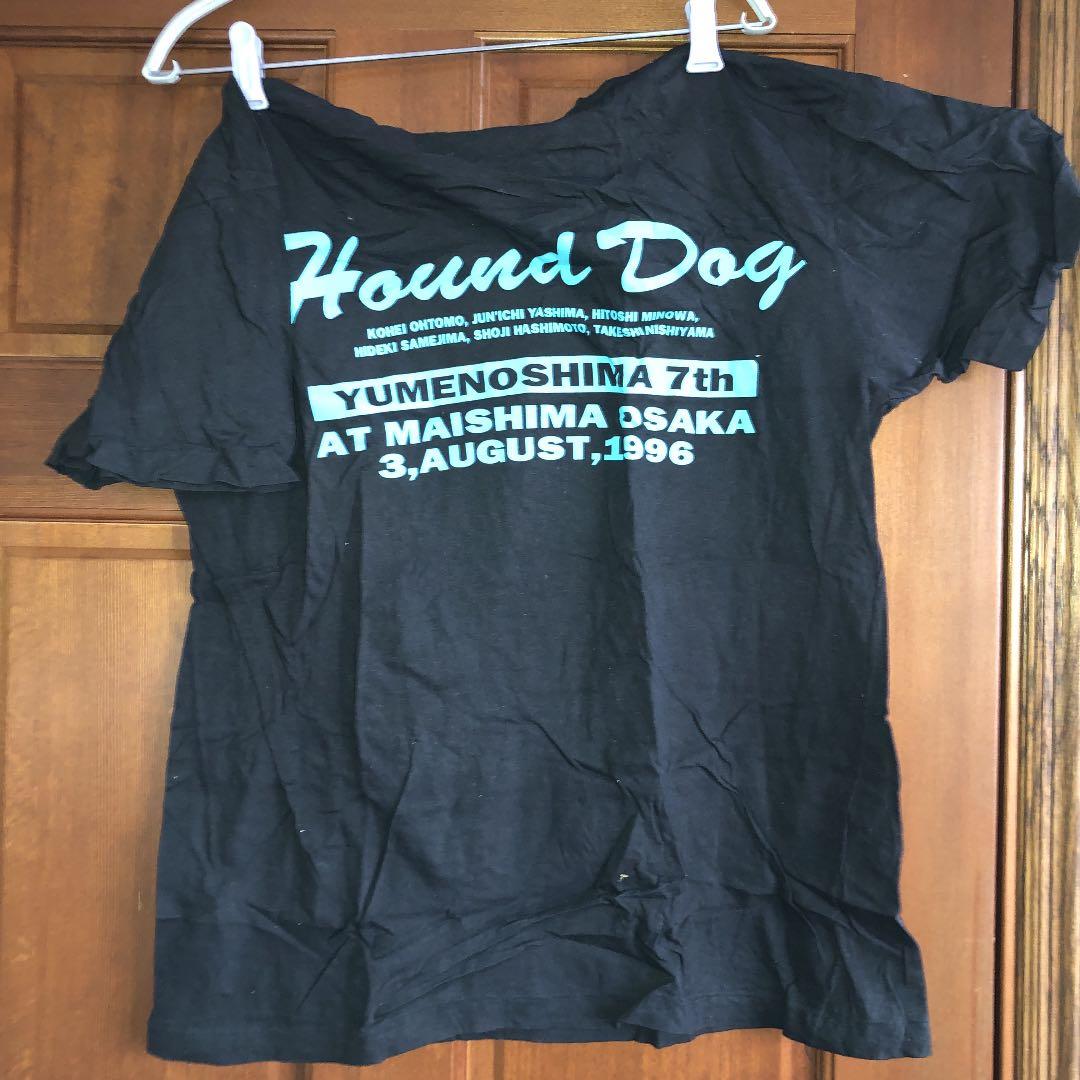 Hound Dog
KOHEI OHTOMO, JUN'ICHI YASHIMA, HITOSHI MINOWA,
HIDEKI SAMEJIMA, SHOJI HASHIMOTO, TAKESHI NISHIYAMA
YUMENOSHIMA 7th
AT MAISHIMA OSAKA
3,AUGUST,1996